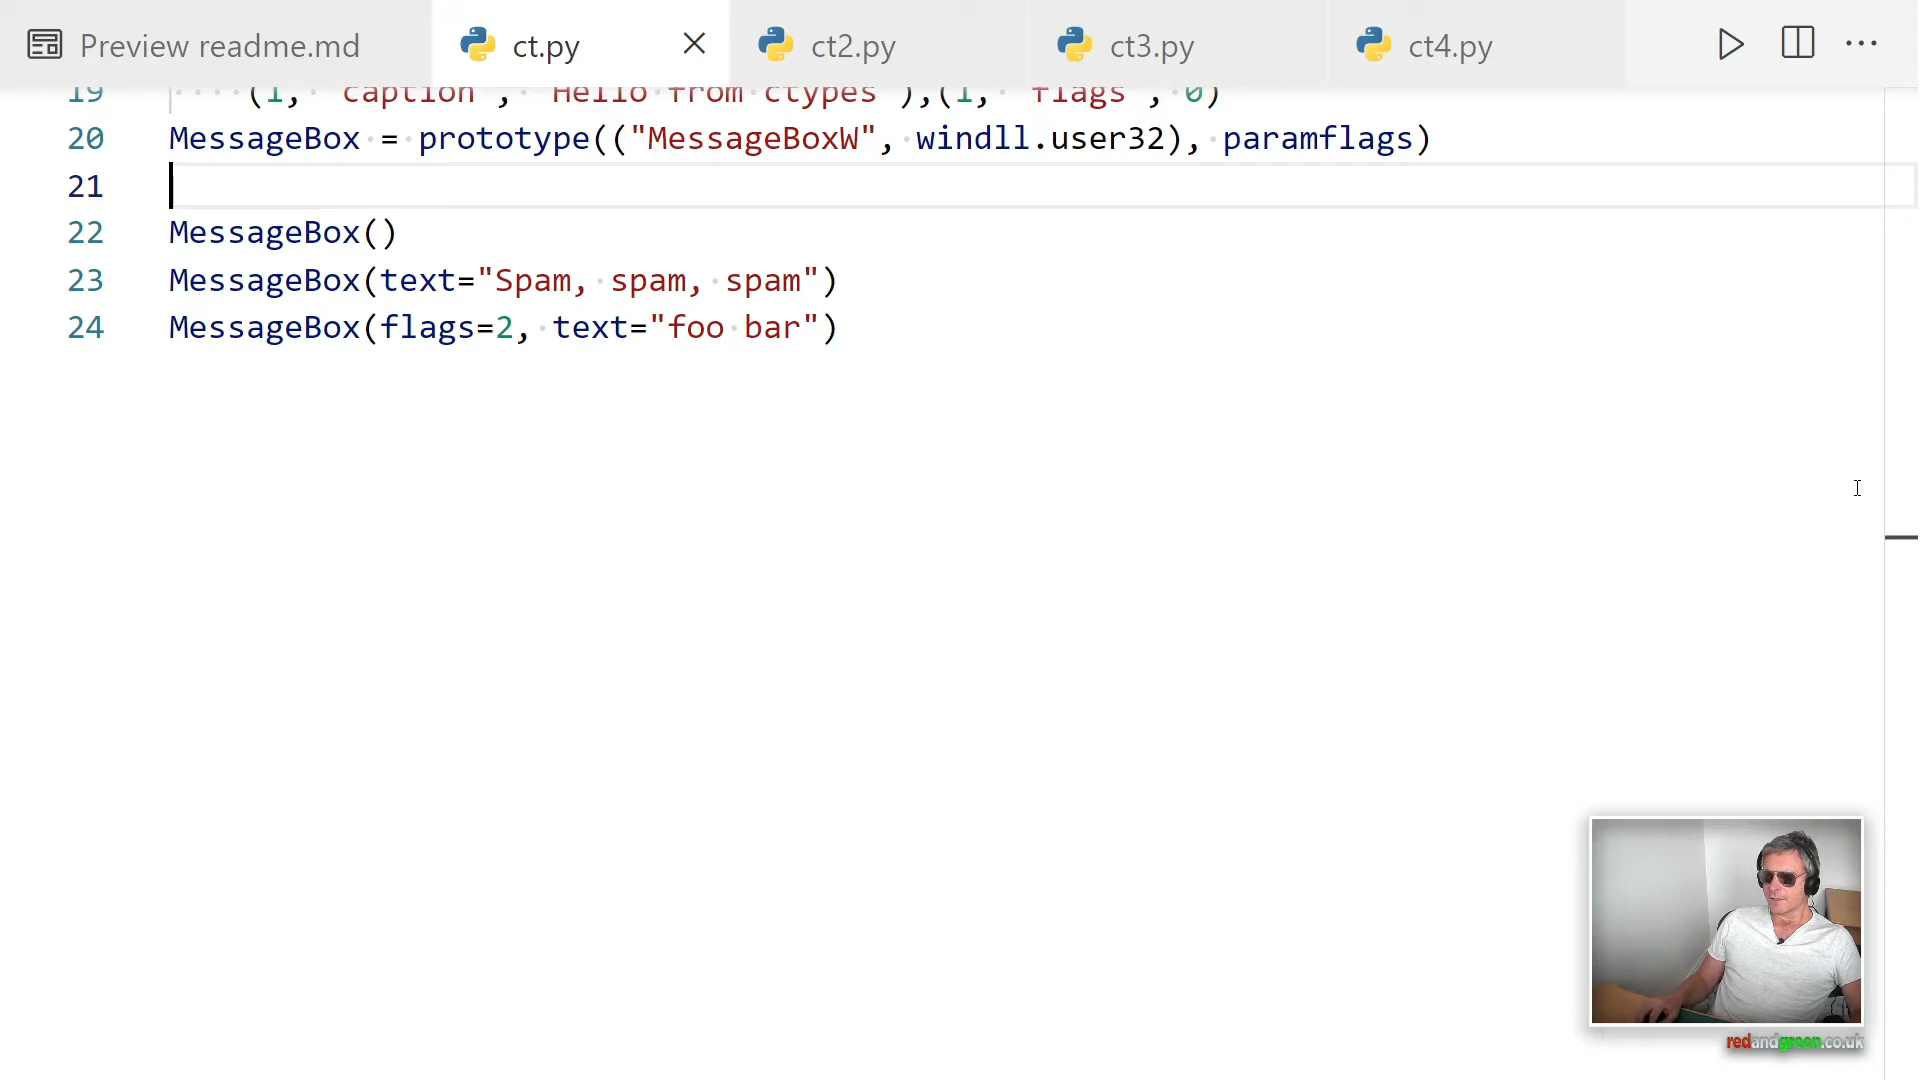 Preview readme.md ct.py ct2.py ct3.py ct4.py
19 (1, "caption", "Hello from ctypes"),(1, "flags", 0)
20 MessageBox = prototype(("MessageBoxW", windll.user32), paramflags)
21
22 MessageBox()
23 MessageBox(text="Spam, spam, spam")
24 MessageBox(flags=2, text="foo bar")
redandgreen.co.uk